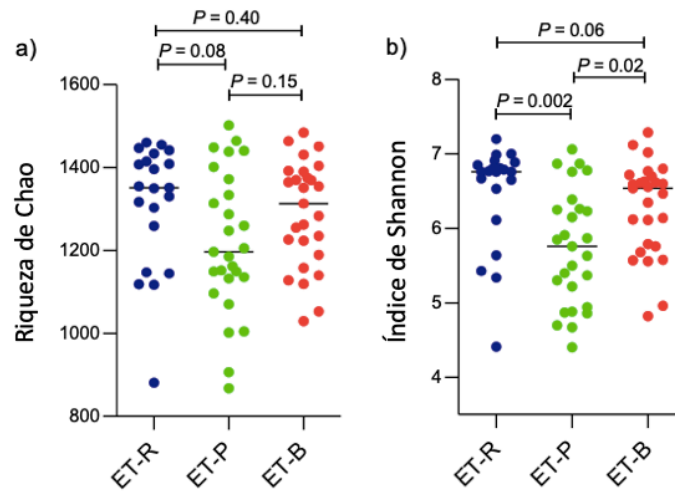 a)
P = 0.40
P = 0.08
P = 0.15
Riqueza de Chao
1600
1400
1200
1000
800
ET-R
ET-P
ET-B
b)
P = 0.06
P = 0.02
P = 0.002
Índice de Shannon
8
7
6
5
4
ET-R
ET-P
ET-B